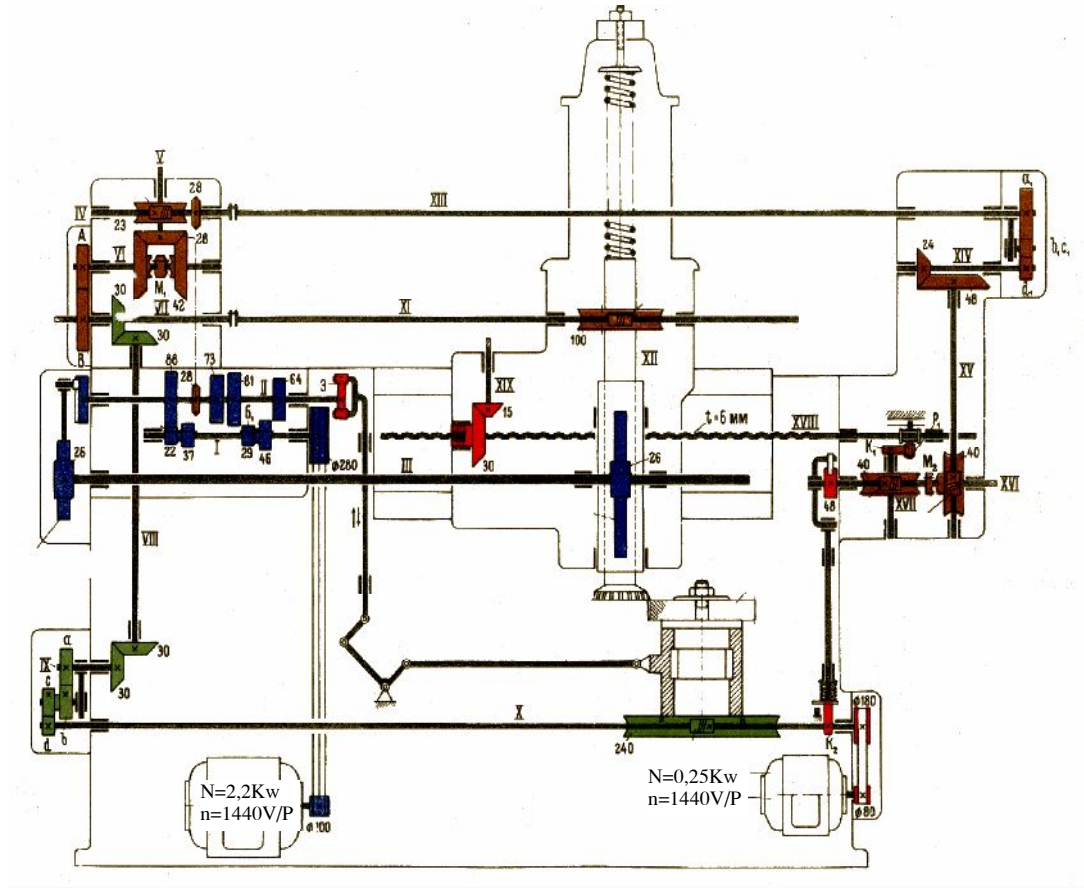 V
28
IV
XIII
a₁
23
A
28
24
VI
XIV
b₁c₁
M₁
d₁
30
42
48
VII
XI
B
30
100
XII
XV
88
73
81
II
64
3
XIX
28
15
t=6 мм
XVIII
P₁
Б₁
K₁
22
37
I
29
46
φ280
26
III
30
26
40
M₂
40
XVI
48
XVII
VIII
↑↓
a
30
IX
c
30
X
d
b
240
K₂
φ180
N=2,2Kw
n=1440V/P
N=0,25Kw
n=1440V/P
φ100
φ80